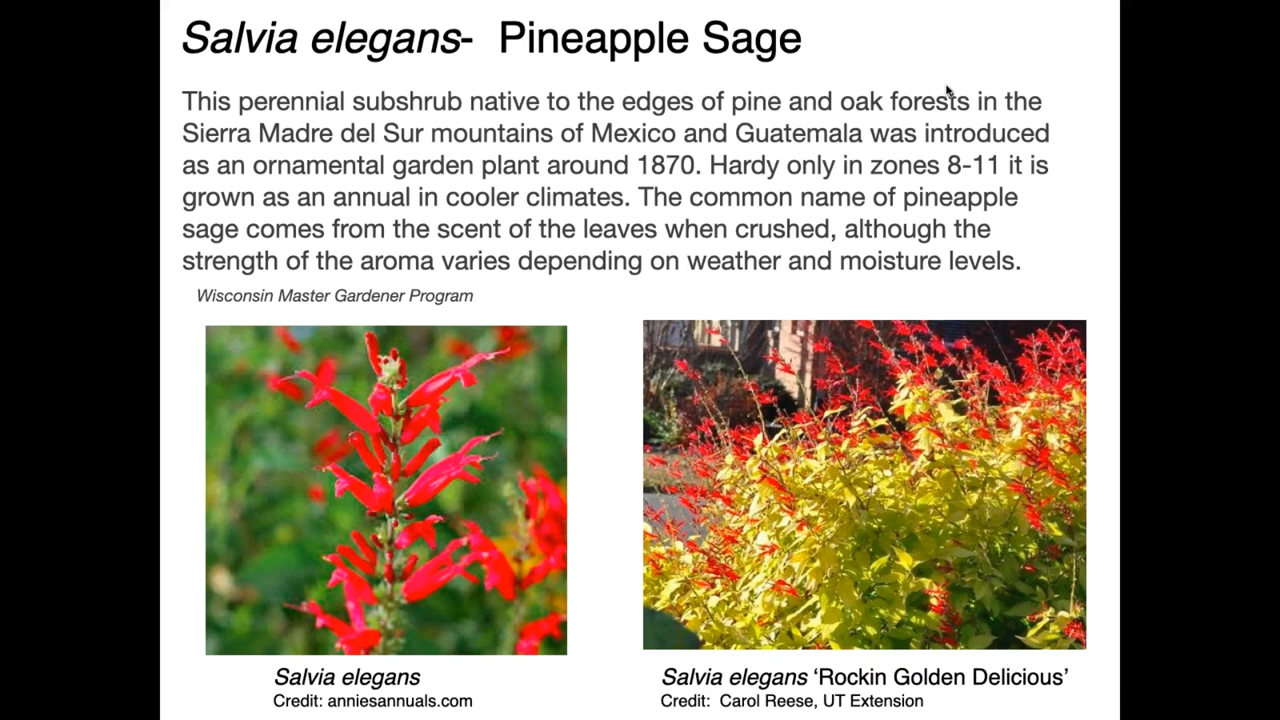 Salvia elegans-  Pineapple Sage
This perennial subshrub native to the edges of pine and oak forests in the
Sierra Madre del Sur mountains of Mexico and Guatemala was introduced
as an ornamental garden plant around 1870. Hardy only in zones 8-11 it is
grown as an annual in cooler climates. The common name of pineapple
sage comes from the scent of the leaves when crushed, although the
strength of the aroma varies depending on weather and moisture levels.
Wisconsin Master Gardener Program
Salvia elegans
Credit: anniesannuals.com
Salvia elegans ‘Rockin Golden Delicious’
Credit:  Carol Reese, UT Extension